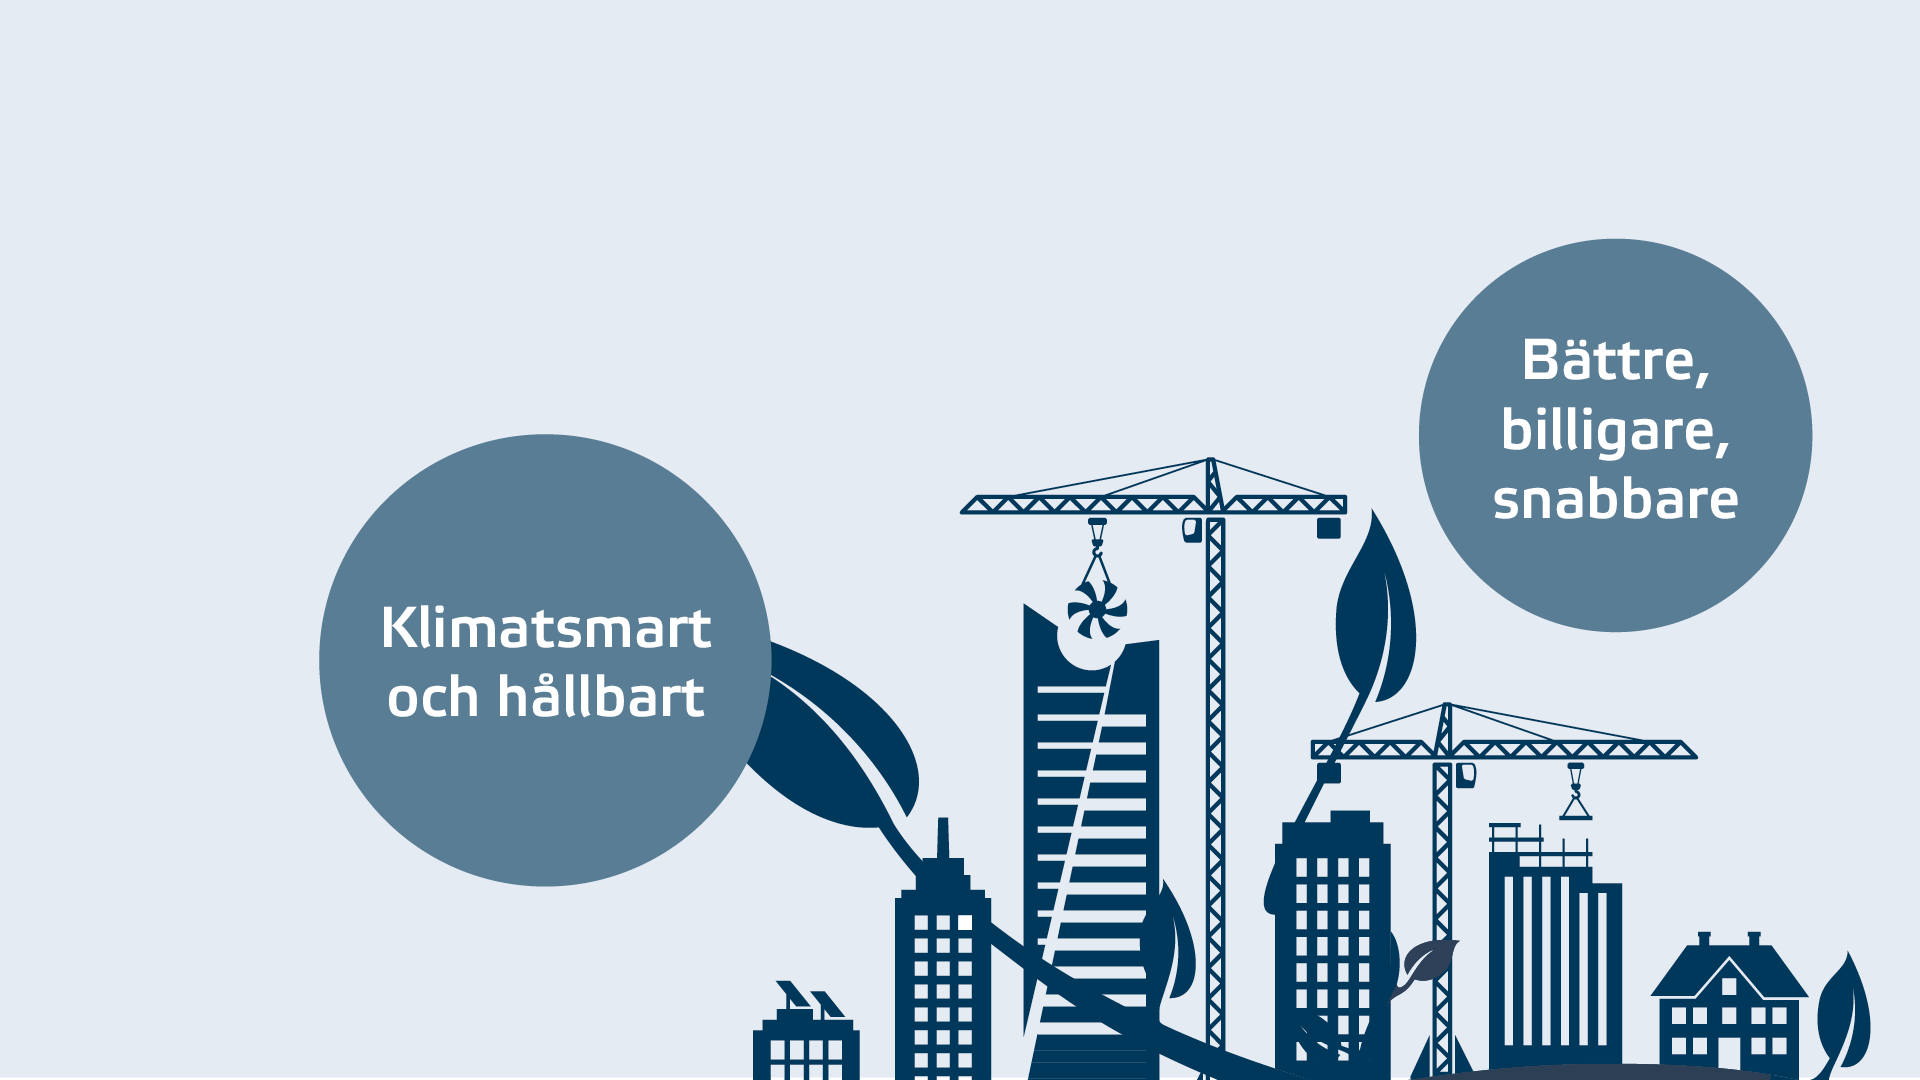 Klimatsmart
och hållbart
Bättre,
billigare,
snabbare